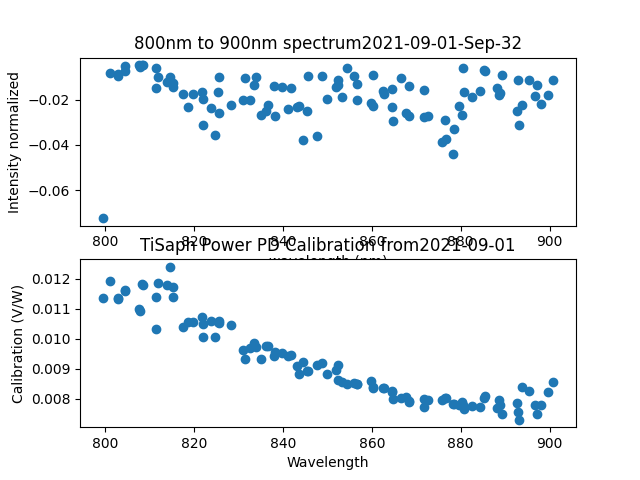 800nm to 900nm spectrum2021-09-01-Sep-32
Intensity normalized
−0.02
−0.04
−0.06
800 820 840 860 880 900
wavelength (nm)
TiSaph Power PD Calibration from2021-09-01
Calibration (V/W)
0.012
0.011
0.010
0.009
0.008
800 820 840 860 880 900
Wavelength